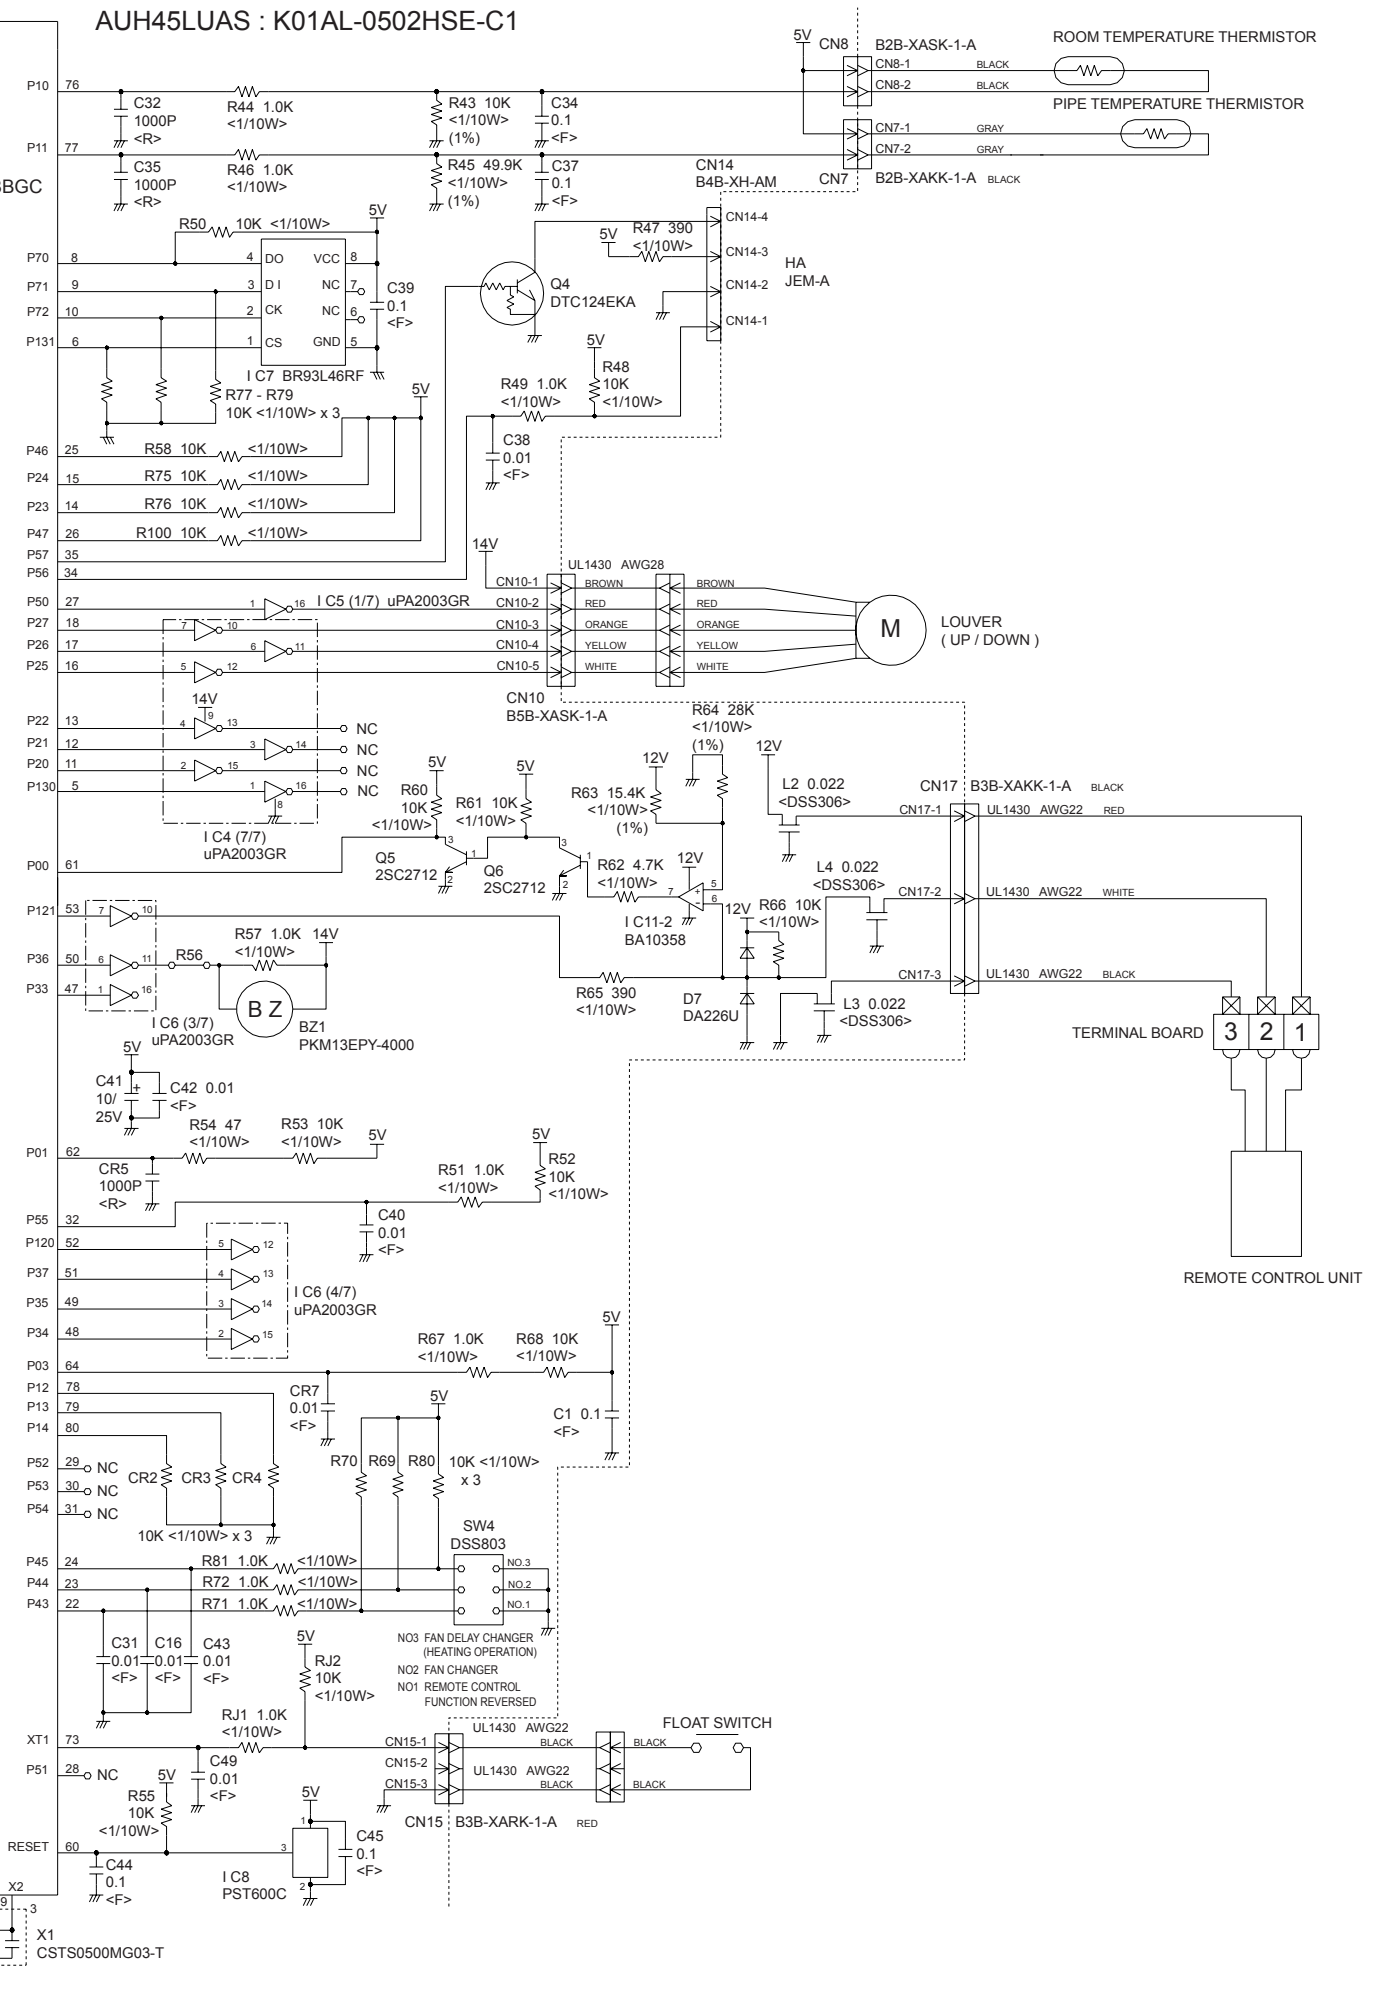 AUH45LUAS : K01AL-0502HSE-C1
5V
CN8
B2B-XASK-1-A
ROOM TEMPERATURE THERMISTOR
CN8-1
BLACK
P10
76
CN8-2
BLACK
C32
1000P
<R>
R44 1.0K
<1/10W>
R43 10K
<1/10W>
(1%)
C34
0.1
<F>
PIPE TEMPERATURE THERMISTOR
CN7-1
GRAY
P11
77
CN7-2
GRAY
C35
1000P
<R>
R46 1.0K
<1/10W>
R45 49.9K
<1/10W>
(1%)
C37
0.1
<F>
CN14
B4B-XH-AM
CN7
B2B-XAKK-1-A BLACK
BGC
R50 10K <1/10W>
5V
5V
R47 390
<1/10W>
CN14-4
CN14-3
CN14-2
CN14-1
HA
JEM-A
P70
8
4
DO
VCC
8
P71
9
3
D I
NC
7
P72
10
2
CK
NC
6
P131
6
1
CS
GND
5
C39
0.1
<F>
Q4
DTC124EKA
I C7 BR93L46RF
R77 - R79
10K <1/10W> x 3
5V
5V
R49 1.0K
<1/10W>
R48
10K
<1/10W>
C38
0.01
<F>
P46
25
R58 10K
<1/10W>
P24
15
R75 10K
<1/10W>
P23
14
R76 10K
<1/10W>
P47
26
R100 10K
<1/10W>
P57
35
P56
34
14V
UL1430 AWG28
CN10-1
BROWN
BROWN
P50
27
1
16
I C5 (1/7) uPA2003GR
CN10-2
RED
RED
P27
18
7
10
CN10-3
ORANGE
ORANGE
P26
17
6
11
CN10-4
YELLOW
YELLOW
P25
16
5
12
CN10-5
WHITE
WHITE
M
LOUVER
( UP / DOWN )
CN10
B5B-XASK-1-A
14V
9
P22
13
4
13
NC
P21
12
3
14
NC
P20
11
2
15
NC
P130
5
1
16
NC
8
I C4 (7/7)
uPA2003GR
R64 28K
<1/10W>
(1%)
12V
12V
R63 15.4K
<1/10W>
(1%)
L2 0.022
<DSS306>
CN17
B3B-XAKK-1-A BLACK
CN17-1
UL1430 AWG22
RED
5V
R60
10K
<1/10W>
5V
R61 10K
<1/10W>
3
1
2
Q5
2SC2712
3
1
2
Q6
2SC2712
R62 4.7K
<1/10W>
12V
7
5
+
6
-
I C11-2
BA10358
P00
61
L4 0.022
<DSS306>
CN17-2
UL1430 AWG22
WHITE
12V
R66 10K
<1/10W>
P121
53
7
10
R57 1.0K
<1/10W>
14V
P36
50
6
11
R56
P33
47
1
16
B Z
BZ1
PKM13EPY-4000
I C6 (3/7)
uPA2003GR
R65 390
<1/10W>
D7
DA226U
CN17-3
UL1430 AWG22
BLACK
L3 0.022
<DSS306>
TERMINAL BOARD
3
2
1
5V
C41
10/
25V
+
C42 0.01
<F>
R54 47
<1/10W>
R53 10K
<1/10W>
5V
P01
62
CR5
1000P
<R>
R51 1.0K
<1/10W>
5V
R52
10K
<1/10W>
P55
32
C40
0.01
<F>
P120
52
5
12
P37
51
4
13
P35
49
3
14
P34
48
2
15
I C6 (4/7)
uPA2003GR
REMOTE CONTROL UNIT
5V
R67 1.0K
<1/10W>
R68 10K
<1/10W>
P03
64
P12
78
P13
79
P14
80
CR7
0.01
<F>
C1 0.1
<F>
5V
P52
29
NC
P53
30
NC
P54
31
NC
CR2
CR3
CR4
10K <1/10W> x 3
R70
R69
R80
10K <1/10W>
x 3
SW4
DSS803
P45
24
R81 1.0K
<1/10W>
NO.3
P44
23
R72 1.0K
<1/10W>
NO.2
P43
22
R71 1.0K
<1/10W>
NO.1
NO3 FAN DELAY CHANGER
(HEATING OPERATION)
NO2 FAN CHANGER
NO1 REMOTE CONTROL
FUNCTION REVERSED
C31
0.01
<F>
C16
0.01
<F>
C43
0.01
<F>
5V
RJ2
10K
<1/10W>
RJ1 1.0K
<1/10W>
XT1
73
CN15-1
UL1430 AWG22
BLACK
BLACK
FLOAT SWITCH
CN15-2
UL1430 AWG22
CN15-3
BLACK
BLACK
CN15
B3B-XARK-1-A RED
C49
0.01
<F>
P51
28
NC
5V
R55
10K
<1/10W>
5V
1
3
2
C45
0.1
<F>
I C8
PST600C
RESET
60
C44
0.1
<F>
X2
9
3
X1
CSTS0500MG03-T